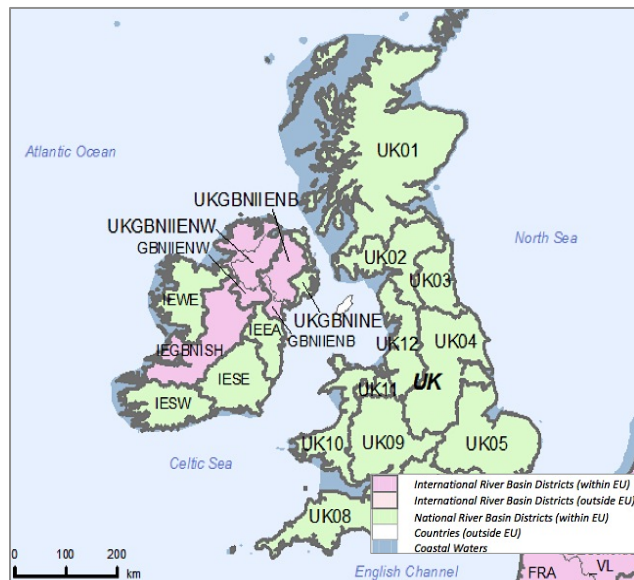 UK01
Atlantic Ocean
UKGBNIIENB
UKGBNIIENW
North Sea
GBNIIENW
UK02
UK03
IEWE
UKGBNINE
IEEA
GBNIIENB
UK12
UK04
IEGBNISH
IESE
UK11
UK
IESW
UK10
UK09
UK05
Celtic Sea
UK08
International River Basin Districts (within EU)
International River Basin Districts (outside EU)
National River Basin Districts (within EU)
Countries (outside EU)
Coastal Waters
0 100 200
km
English Channel
FRA
VL